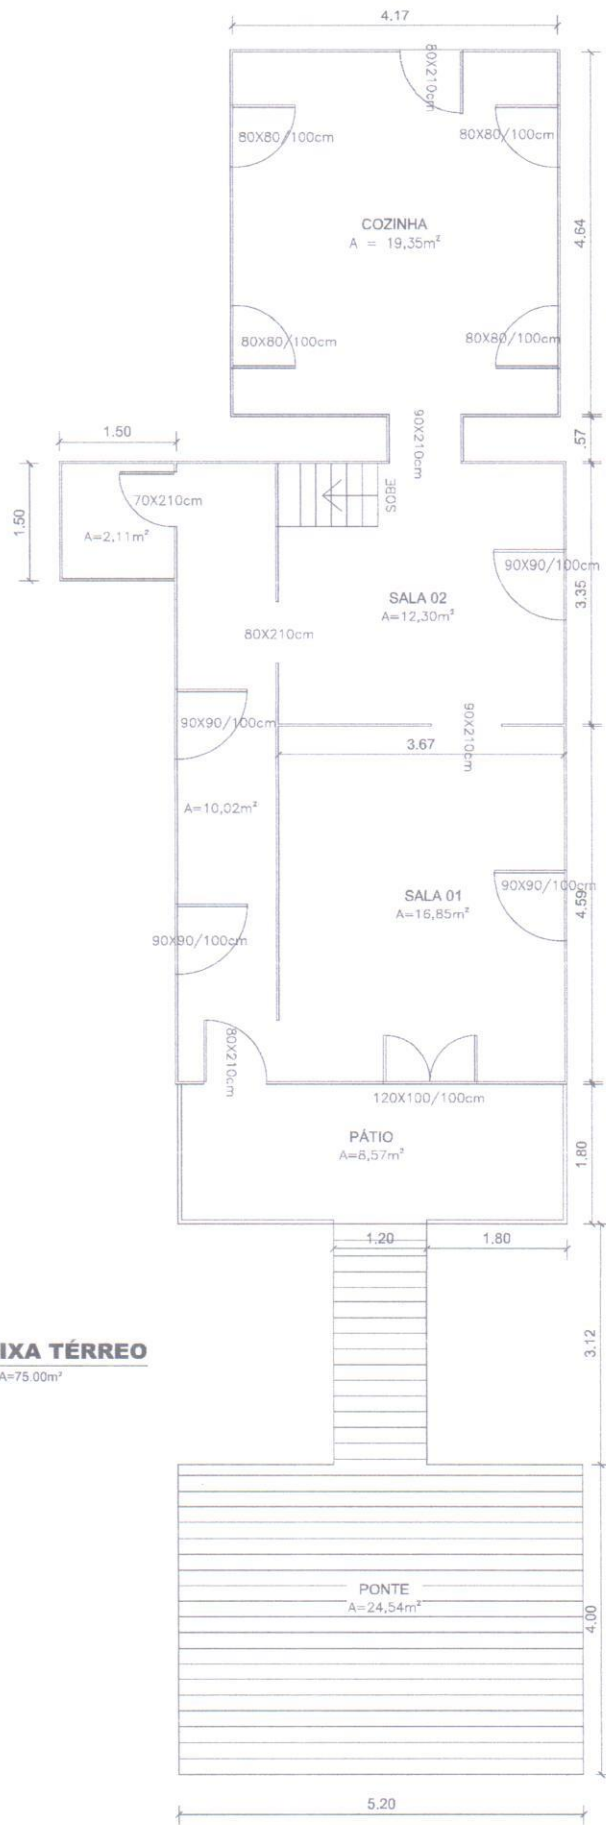 4.17
80X210cm
80X80/100cm
80X80/100cm
COZINHA
A = 19,35m²
4.64
80X80/100cm
80X80/100cm
90X210cm
.57
1.50
1.50
70X210cm
A=2,11m²
SOBE
90X90/100cm
3.35
SALA 02
A=12,30m²
80X210cm
90X90/100cm
90X210cm
3.67
A=10,02m²
SALA 01
A=16,85m²
90X90/100cm
4.59
90X90/100cm
80X210cm
120X100/100cm
PÁTIO
A=8,57m²
1.80
1.20
1.80
3.12
IXA TÉRREO
A=75.00m²
PONTE
A=24,54m²
4.00
5.20